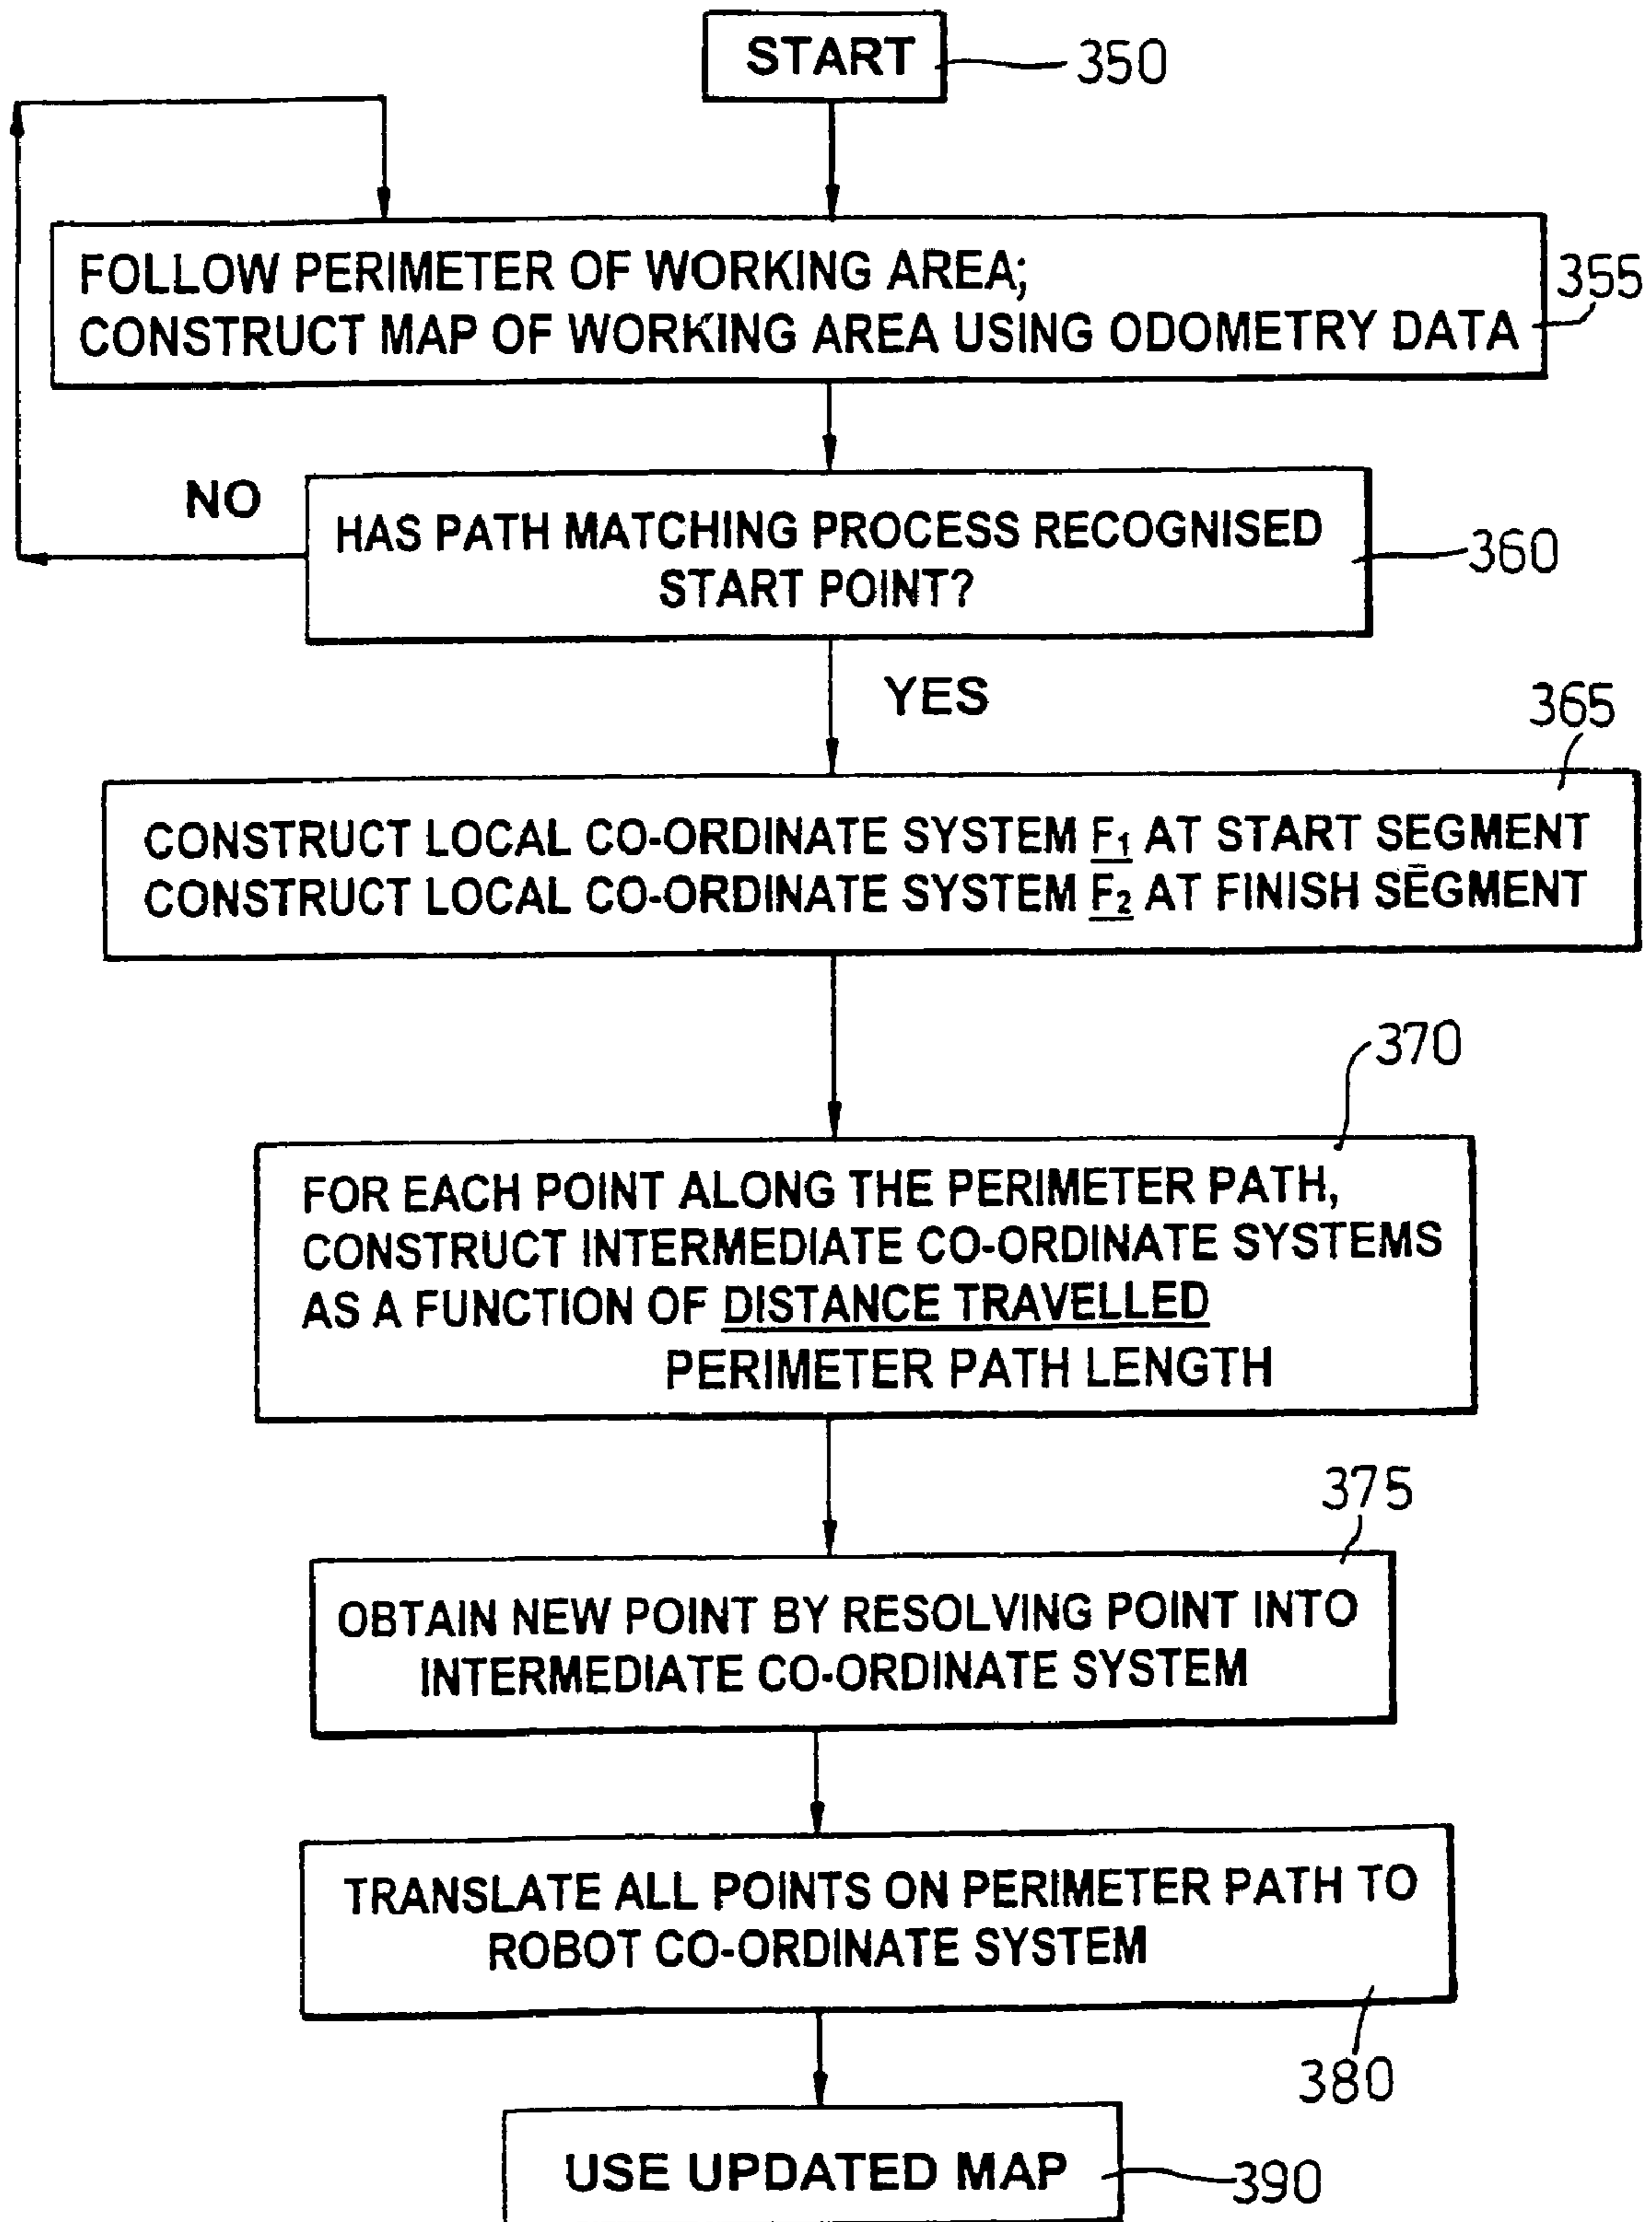 START
350
FOLLOW PERIMETER OF WORKING AREA;
CONSTRUCT MAP OF WORKING AREA USING ODOMETRY DATA
355
NO
HAS PATH MATCHING PROCESS RECOGNISED
START POINT?
360
YES
365
CONSTRUCT LOCAL CO-ORDINATE SYSTEM F1 AT START SEGMENT
CONSTRUCT LOCAL CO-ORDINATE SYSTEM F2 AT FINISH SEGMENT
370
FOR EACH POINT ALONG THE PERIMETER PATH,
CONSTRUCT INTERMEDIATE CO-ORDINATE SYSTEMS
AS A FUNCTION OF DISTANCE TRAVELLED
PERIMETER PATH LENGTH
375
OBTAIN NEW POINT BY RESOLVING POINT INTO
INTERMEDIATE CO-ORDINATE SYSTEM
TRANSLATE ALL POINTS ON PERIMETER PATH TO
ROBOT CO-ORDINATE SYSTEM
380
USE UPDATED MAP
390